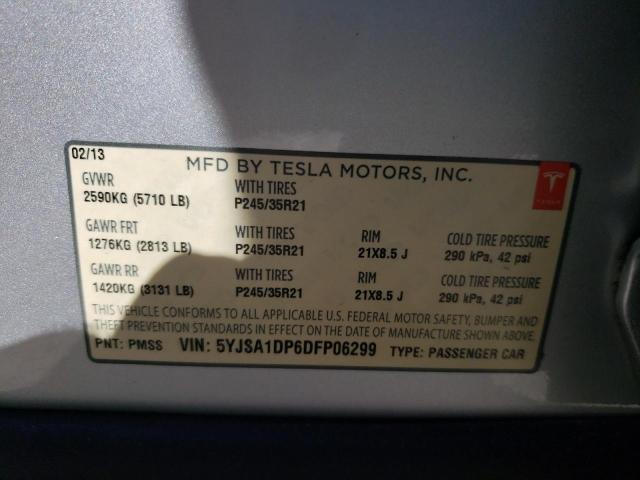 02/13
MFD BY TESLA MOTORS, INC.
GVWR WITH TIRES
2590KG (5710 LB) P245/35R21
TESLA
GAWR FRT WITH TIRES RIM COLD TIRE PRESSURE
1276KG (2813 LB) P245/35R21 21X8.5 J 290 kPa, 42 psi
GAWR RR WITH TIRES RIM COLD TIRE PRESSURE
1420KG (3131 LB) P245/35R21 21X8.5 J 290 kPa, 42 psi
THIS VEHICLE CONFORMS TO ALL APPLICABLE U.S. FEDERAL MOTOR SAFETY, BUMPER AND
THEFT PREVENTION STANDARDS IN EFFECT ON THE DATE OF MANUFACTURE SHOWN ABOVE.
PNT: PMSS VIN: 5YJSA1DP6DFP06299 TYPE: PASSENGER CAR